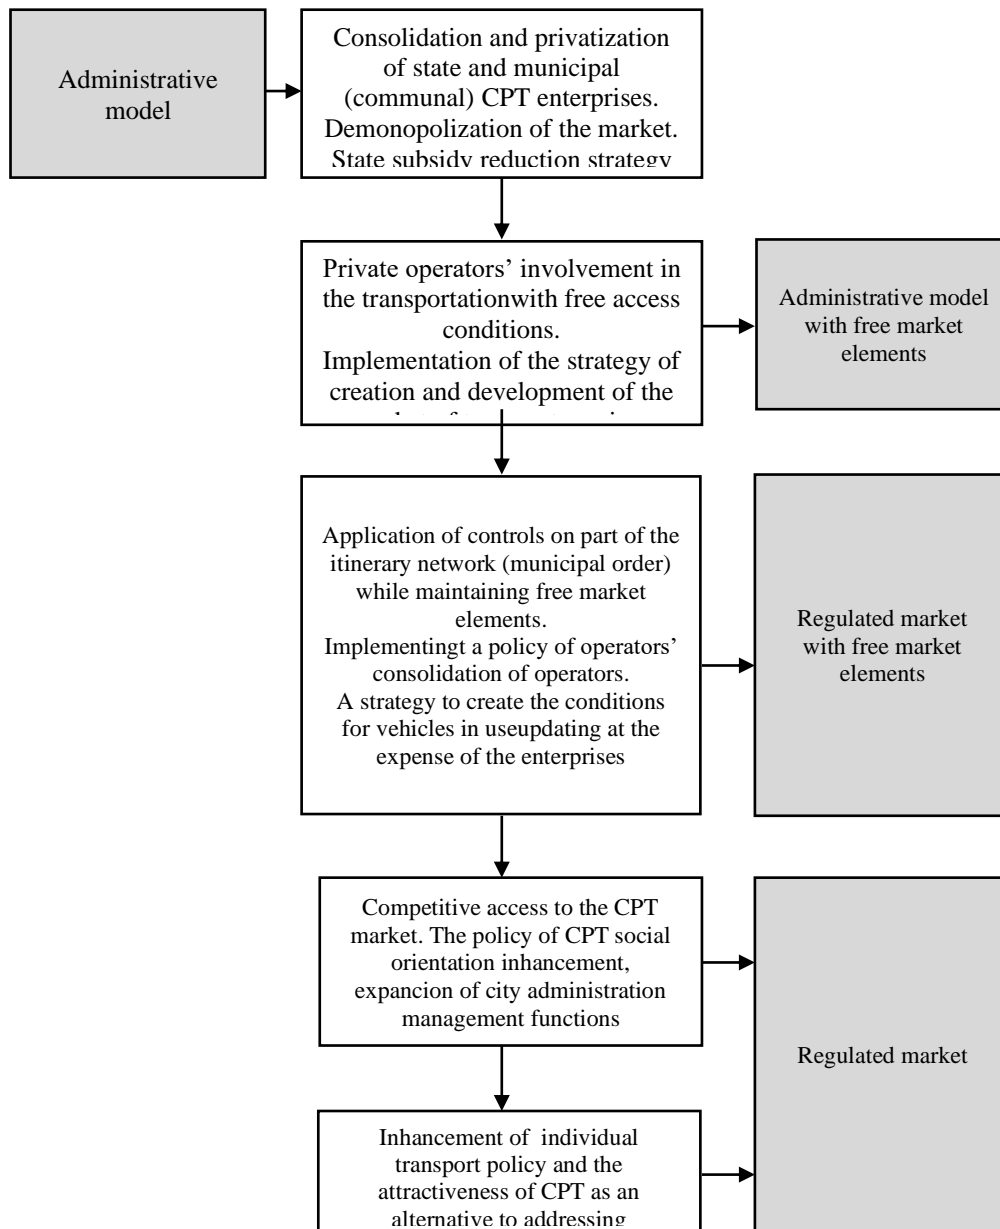 Administrative
model
Consolidation and privatization
of state and municipal
(communal) CPT enterprises.
Demonopolization of the market.
State subsidy reduction strategy
Private operators’ involvement in
the transportationwith free access
conditions.
Implementation of the strategy of
creation and development of the
Administrative model
with free market
elements
Application of controls on part of the
itinerary network (municipal order)
while maintaining free market
elements.
Implementingt a policy of operators’
consolidation of operators.
A strategy to create the conditions
for vehicles in useupdating at the
expense of the enterprises
Regulated market
with free market
elements
Competitive access to the CPT
market. The policy of CPT social
orientation inhancement,
expancion of city administration
management functions
Regulated market
Inhancement of individual
transport policy and the
attractiveness of CPT as an
alternative to addressing